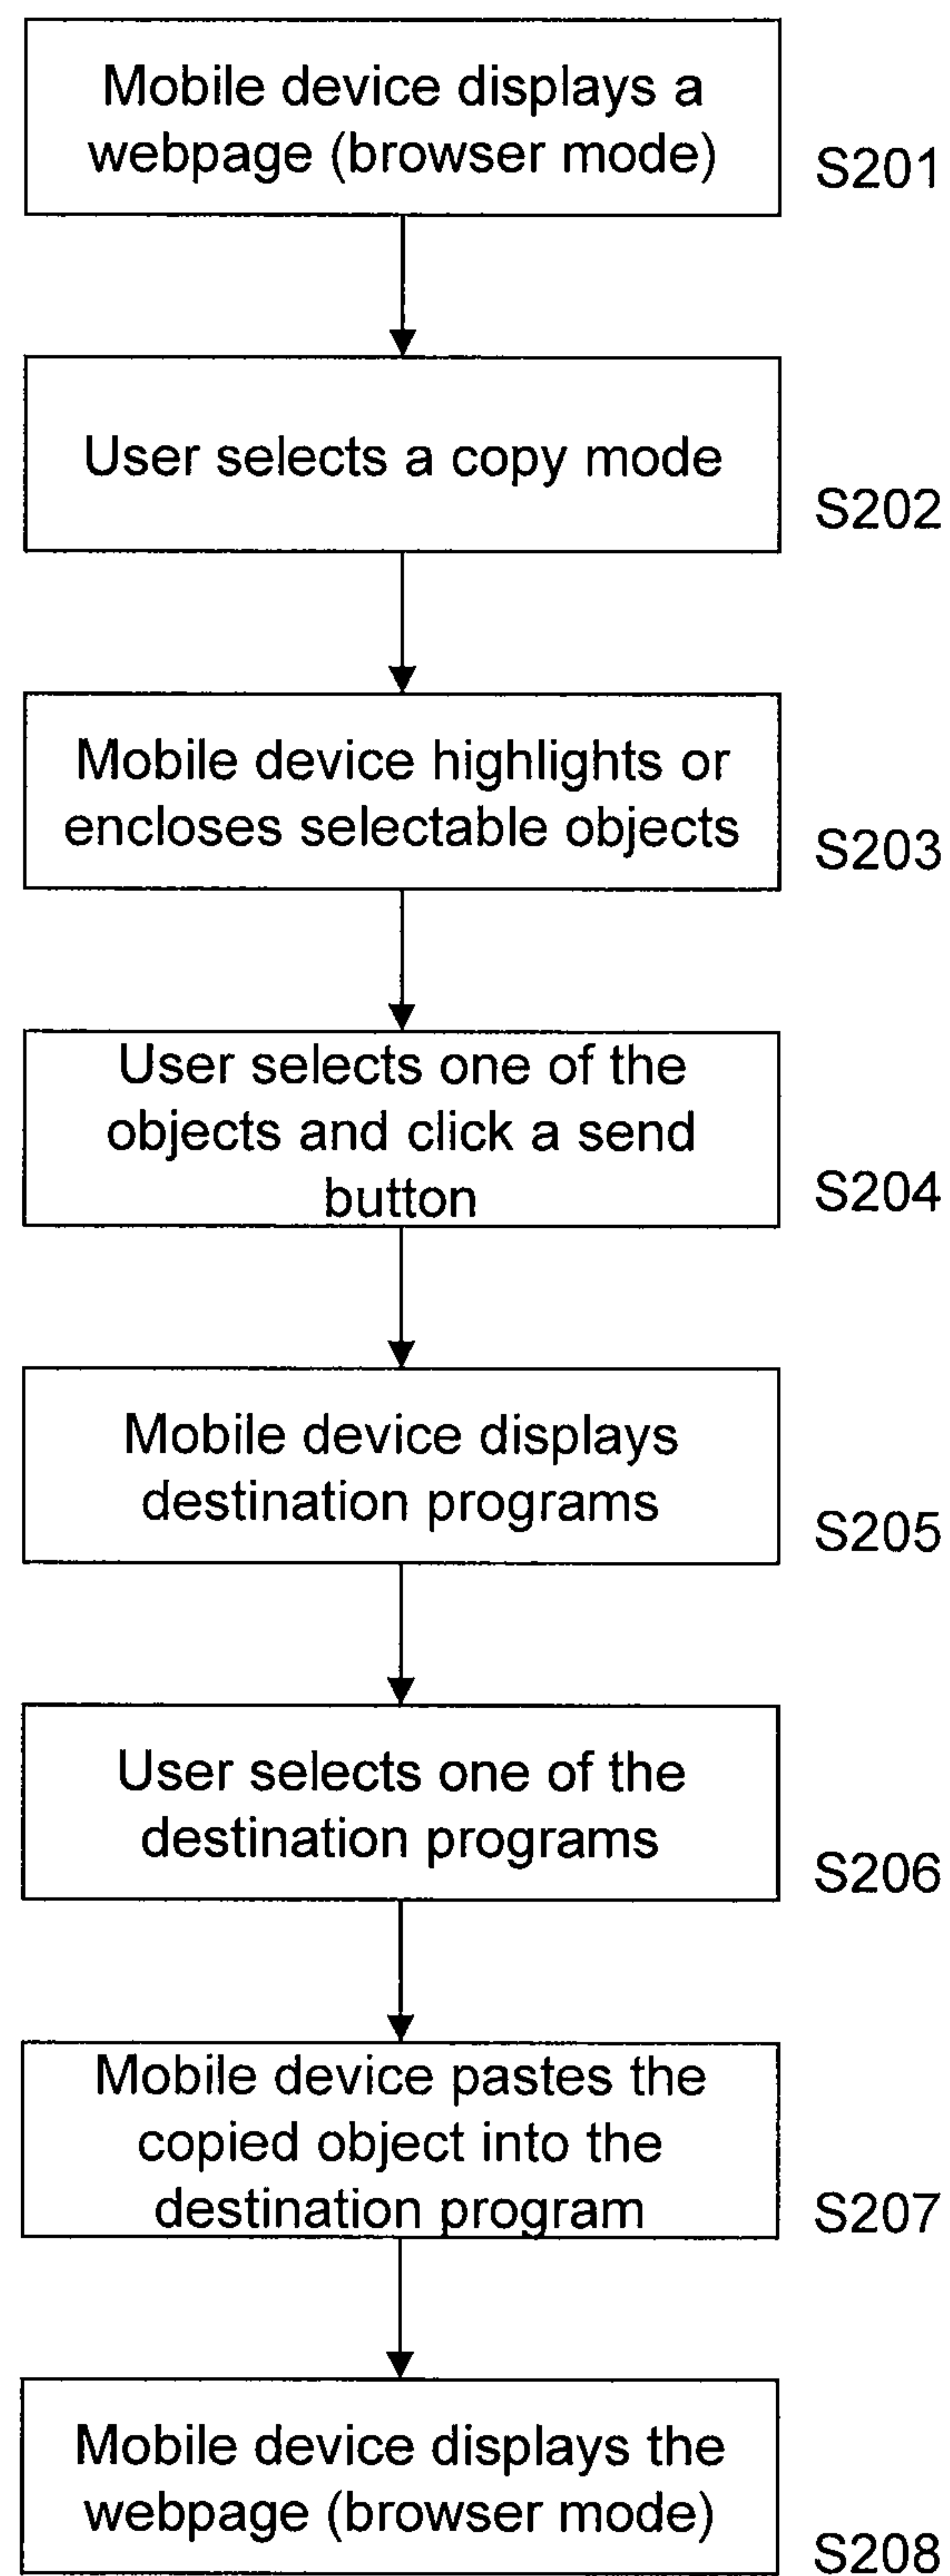 Mobile device displays a
webpage (browser mode)
S201
User selects a copy mode
S202
Mobile device highlights or
encloses selectable objects
S203
User selects one of the
objects and click a send
button
S204
Mobile device displays
destination programs
S205
User selects one of the
destination programs
S206
Mobile device pastes the
copied object into the
destination program
S207
Mobile device displays the
webpage (browser mode)
S208